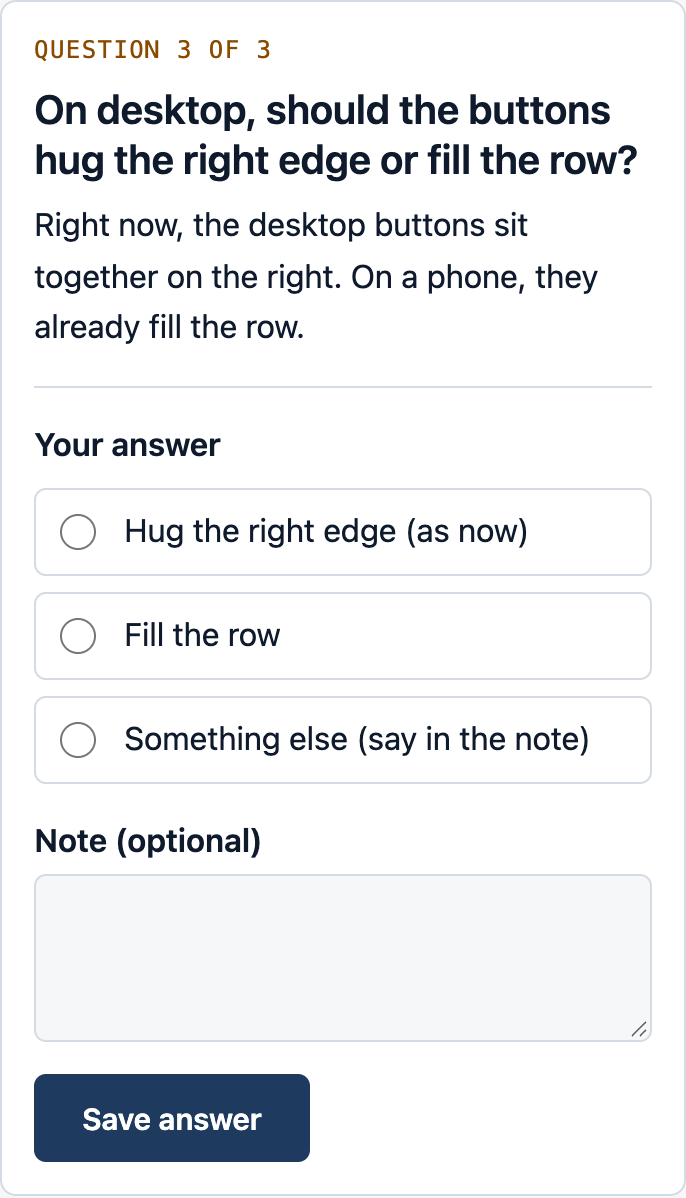 QUESTION 3 OF 3
On desktop, should the buttons
hug the right edge or fill the row?
Right now, the desktop buttons sit
together on the right. On a phone, they
already fill the row.
Your answer
Hug the right edge (as now)
Fill the row
Something else (say in the note)
Note (optional)
Save answer